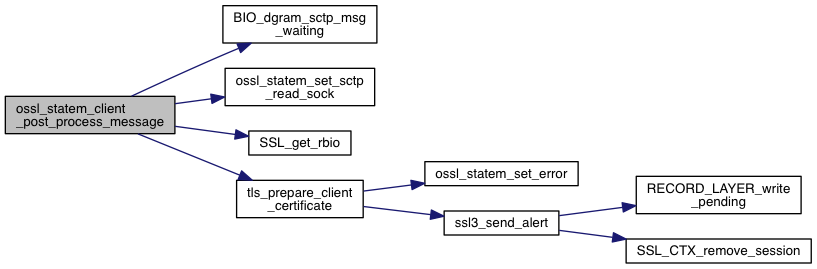 BIO_dgram_sctp_msg
_waiting
ossl_statem_set_sctp
_read_sock
ossl_statem_client
_post_process_message
SSL_get_rbio
tls_prepare_client
_certificate
ossl_statem_set_error
ssl3_send_alert
RECORD_LAYER_write
_pending
SSL_CTX_remove_session